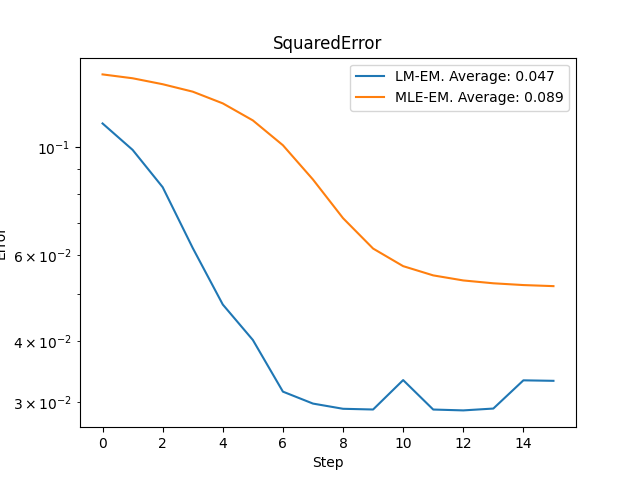 SquaredError
LM-EM. Average: 0.047
MLE-EM. Average: 0.089
10⁻¹
6 × 10⁻²
4 × 10⁻²
3 × 10⁻²
Error
0 2 4 6 8 10 12 14
Step